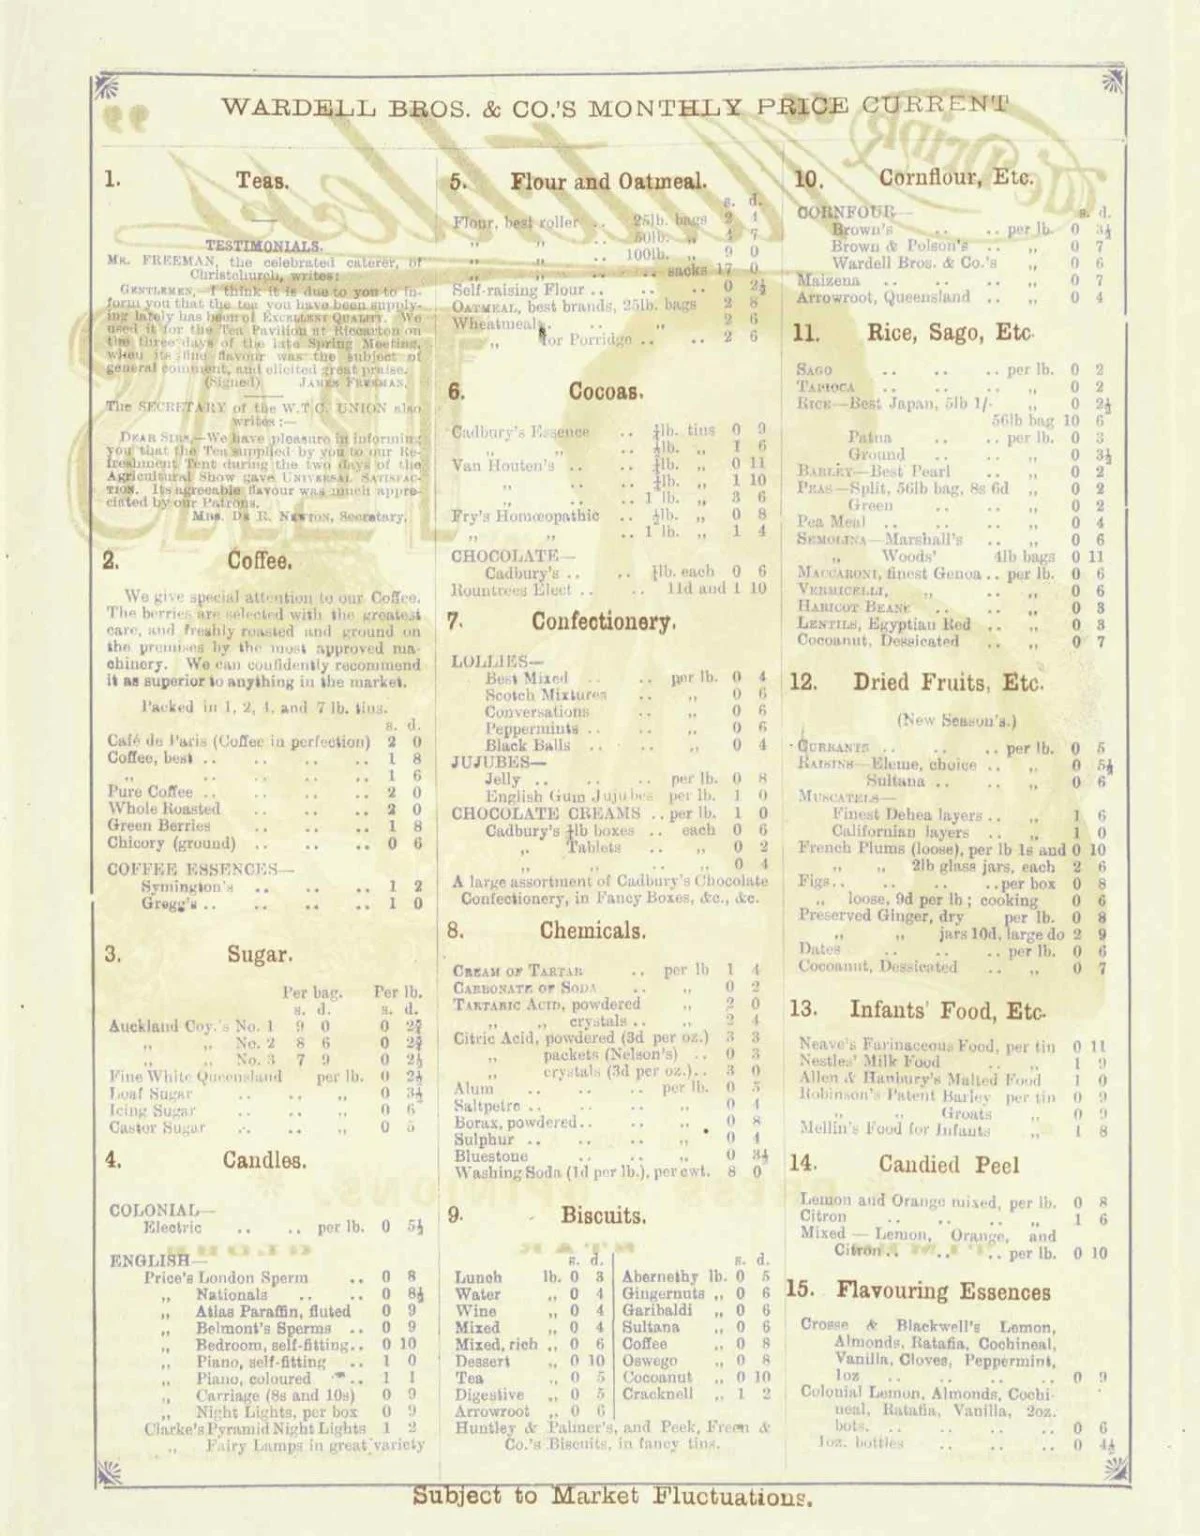 WARDELL BROS. & CO.'S MONTHLY PRICE CURRENT
1. Teas.
TESTIMONIALS.
MR. FREEMAN, the celebrated caterer, of
Christchurch, writes:
GENTLEMEN,—I think it is due to you to in-
form you that the tea you have been supply-
ing lately has been of EXCELLENT QUALITY. We
used it for the Tea Pavilion at Riccarton on
the three days of the late Spring Meeting,
when its fine flavour was the subject of
general comment, and elicited great praise.
(Signed) JAMES FREEMAN.
The SECRETARY of the W.T.C. UNION also
writes :—
DEAR SIRS,—We have pleasure in informing
you that the Tea supplied by you to our Re-
freshment Tent during the two days of the
Agricultural Show gave UNIVERSAL SATISFAC-
TION. Its agreeable flavour was much appre-
ciated by our Patrons.
MRS. DE R. NEWTON, Secretary.
2. Coffee.
We give special attention to our Coffee.
The berries are selected with the greatest
care, and freshly roasted and ground on
the premises by the most approved ma-
chinery. We can confidently recommend
it as superior to anything in the market.
Packed in 1, 2, 4, and 7 lb. tins.
s. d.
Café de Paris (Coffee in perfection) 2 0
Coffee, best .. .. .. .. 1 8
„ .. .. .. .. 1 6
Pure Coffee .. .. .. .. 2 0
Whole Roasted .. .. .. 2 0
Green Berries .. .. .. 1 8
Chicory (ground) .. .. .. 0 6
COFFEE ESSENCES—
Symington's .. .. .. 1 2
Gregg's .. .. .. .. 1 0
3. Sugar.
Per bag. Per lb.
s. d. s. d.
Auckland Coy.'s No. 1 9 0 0 2¾
„ „ No. 2 8 6 0 2¾
„ „ No. 3 7 9 0 2½
Fine White Queensland per lb. 0 2½
Loaf Sugar .. .. „ 0 3½
Icing Sugar .. .. „ 0 6
Castor Sugar .. .. „ 0 5
4. Candles.
COLONIAL—
Electric .. .. per lb. 0 5½
ENGLISH—
Price's London Sperm .. 0 8
„ Nationals .. .. 0 8½
„ Atlas Paraffin, fluted 0 9
„ Belmont's Sperms .. 0 9
„ Bedroom, self-fitting.. 0 10
„ Piano, self-fitting .. 1 0
„ Piano, coloured .. 1 1
„ Carriage (8s and 10s) 0 9
„ Night Lights, per box 0 9
Clarke's Pyramid Night Lights 1 2
„ Fairy Lamps in great variety
5. Flour and Oatmeal.
s. d.
Flour, best roller .. 25lb. bags 2 4
„ „ .. 50lb. „ 4 7
„ „ .. 100lb. „ 9 0
„ „ .. .. sacks 17 0
Self-raising Flour .. .. .. 0 2½
OATMEAL, best brands, 25lb. bags 2 8
Wheatmeal, .. .. „ 2 6
„ for Porridge .. .. 2 6
6. Cocoas.
Cadbury's Essence .. ¼lb. tins 0 9
„ „ .. ½lb. „ 1 6
Van Houten's .. .. ¼lb. „ 0 11
„ .. .. ½lb. „ 1 10
„ .. .. 1 lb. „ 3 6
Fry's Homœopathic .. ½lb. „ 0 8
„ „ .. 1 lb. „ 1 4
CHOCOLATE—
Cadbury's .. .. ¼lb. each 0 6
Rountrees Elect .. .. 11d and 1 10
7. Confectionery.
LOLLIES—
Best Mixed .. .. per lb. 0 4
Scotch Mixtures .. „ 0 6
Conversations .. „ 0 6
Peppermints .. .. „ 0 6
Black Balls .. .. „ 0 4
JUJUBES—
Jelly .. .. .. per lb. 0 8
English Gum Jujubes per lb. 1 0
CHOCOLATE CREAMS .. per lb. 1 0
Cadbury's ¼lb boxes .. each 0 6
„ Tablets .. „ 0 2
„ „ .. „ 0 4
A large assortment of Cadbury's Chocolate
Confectionery, in Fancy Boxes, &c., &c.
8. Chemicals.
CREAM OF TARTAR .. per lb 1 4
CARBONATE OF SODA .. „ 0 2
TARTARIC ACID, powdered „ 2 0
„ „ crystals .. „ 2 4
Citric Acid, powdered (3d per oz.) 3 3
„ packets (Nelson's) .. 0 3
„ crystals (3d per oz.).. 3 0
Alum .. .. .. per lb. 0 5
Saltpetre .. .. .. „ 0 4
Borax, powdered.. .. „ 0 8
Sulphur .. .. .. „ 0 4
Bluestone .. .. „ 0 3½
Washing Soda (1d per lb.), per cwt. 8 0
9. Biscuits.
s. d.
Lunch lb. 0 3
Water „ 0 4
Wine „ 0 4
Mixed „ 0 4
Mixed, rich „ 0 6
Dessert „ 0 10
Tea „ 0 5
Digestive „ 0 5
Arrowroot „ 0 6
s. d.
Abernethy lb. 0 5
Gingernuts „ 0 6
Garibaldi „ 0 6
Sultana „ 0 6
Coffee „ 0 8
Oswego „ 0 8
Cocoanut „ 0 10
Cracknell „ 1 2
Huntley & Palmer's, and Peek, Frean &
Co.'s Biscuits, in fancy tins.
10. Cornflour, Etc.
s. d.
CORNFOUR—
Brown's .. .. per lb. 0 3½
Brown & Polson's .. „ 0 7
Wardell Bros. & Co.'s „ 0 6
Maizena .. .. .. „ 0 7
Arrowroot, Queensland .. „ 0 4
11. Rice, Sago, Etc.
SAGO .. .. .. per lb. 0 2
TAPIOCA .. .. .. „ 0 2
RICE—Best Japan, 5lb 1/- „ 0 2½
56lb bag 10 6
Patna .. .. per lb. 0 3
Ground .. .. „ 0 3½
BARLEY—Best Pearl .. „ 0 2
PEAS—Split, 56lb bag, 8s 6d „ 0 2
Green .. .. „ 0 2
Pea Meal .. .. .. „ 0 4
SEMOLINA—Marshall's .. „ 0 6
„ Woods' 4lb bags 0 11
MACCARONI, finest Genoa .. per lb. 0 6
VERMICELLI, „ „ 0 6
HARICOT BEANS .. .. „ 0 3
LENTILS, Egyptian Red .. „ 0 3
Cocoanut, Dessicated .. „ 0 7
12. Dried Fruits, Etc.
(New Season's.)
CURRANTS .. .. .. per lb. 0 5
RAISINS—Eleme, choice .. „ 0 5½
Sultana .. .. „ 0 6
MUSCATELS—
Finest Dehea layers .. „ 1 6
Californian layers .. „ 1 0
French Plums (loose), per lb 1s and 0 10
„ „ 2lb glass jars, each 2 6
Figs.. .. .. .. per box 0 8
„ loose, 9d per lb ; cooking 0 6
Preserved Ginger, dry per lb. 0 8
„ „ jars 10d, large do 2 9
Dates .. .. .. per lb. 0 6
Cocoanut, Dessicated .. „ 0 7
13. Infants' Food, Etc.
Neave's Farinaceous Food, per tin 0 11
Nestles' Milk Food „ 1 9
Allen & Hanbury's Malted Food 1 0
Robinson's Patent Barley per tin 0 9
„ „ Groats „ 0 9
Mellin's Food for Infants „ 1 8
14. Candied Peel
Lemon and Orange mixed, per lb. 0 8
Citron .. .. .. „ 1 6
Mixed — Lemon, Orange, and
Citron .. .. .. per lb. 0 10
15. Flavouring Essences
Crosse & Blackwell's Lemon,
Almonds, Ratafia, Cochineal,
Vanilla, Cloves, Peppermint,
1oz .. .. .. .. 0 9
Colonial Lemon, Almonds, Cochi-
neal, Ratafia, Vanilla, 2oz.
bots. .. .. .. .. 0 6
1oz. bottles .. .. .. 0 4½
Subject to Market Fluctuations.